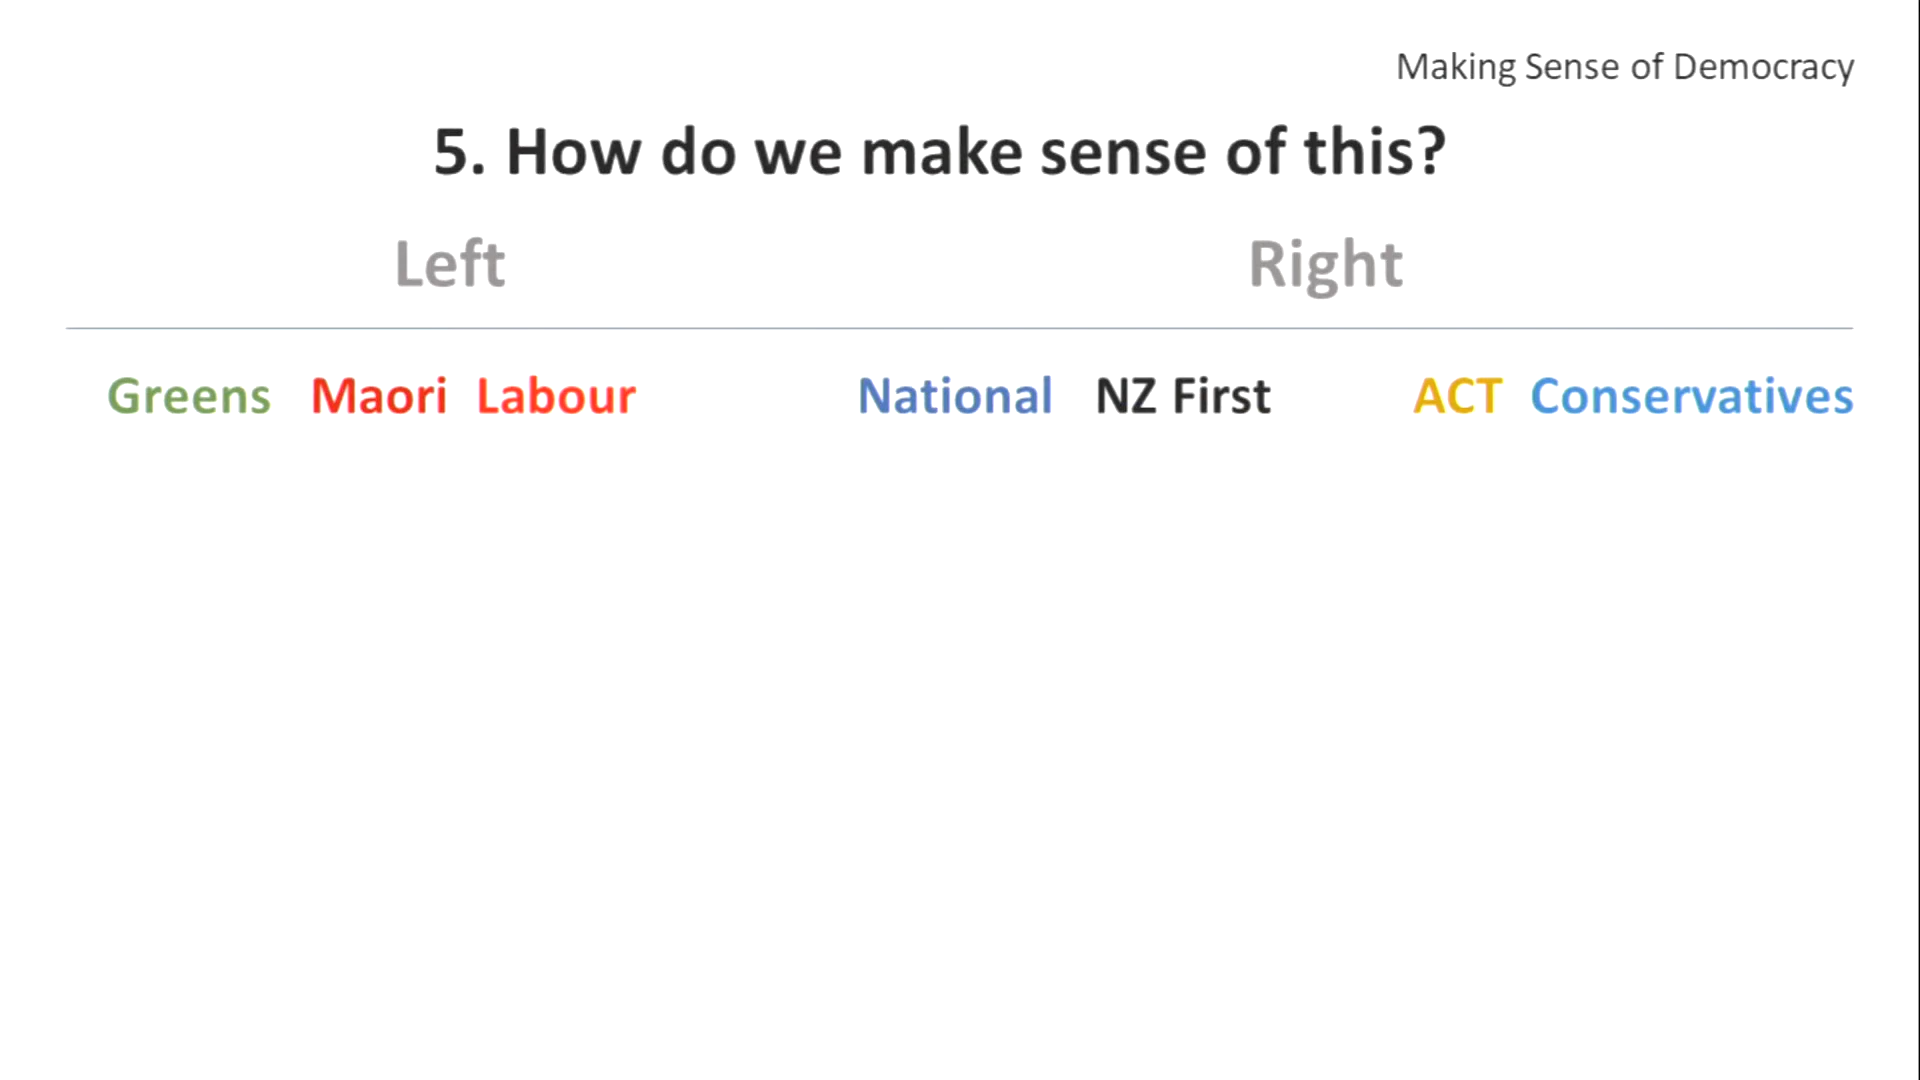 Making Sense of Democracy
5. How do we make sense of this?
Left Right
Greens Maori Labour National NZ First ACT Conservatives